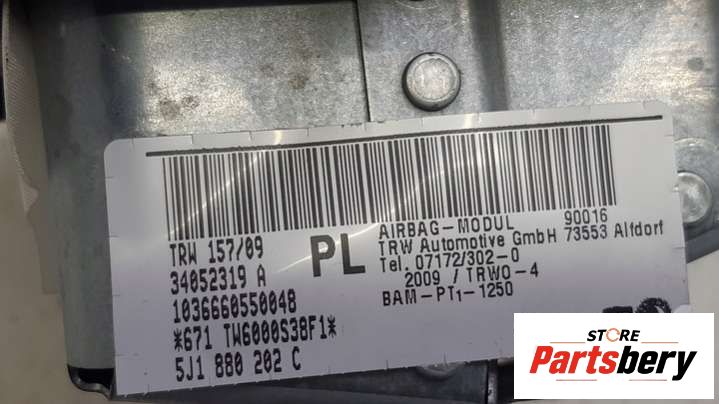 TRW 157/09
34052319 A
1036660550048
*671 TW6000S38F1*
5J1 880 202 C
PL
AIRBAG-MODUL 90016
TRW Automotive GmbH 73553 Alfdorf
Tel. 07172/302-0
2009 / TRWO-4
BAM-PT1-1250
STORE
Partsbery